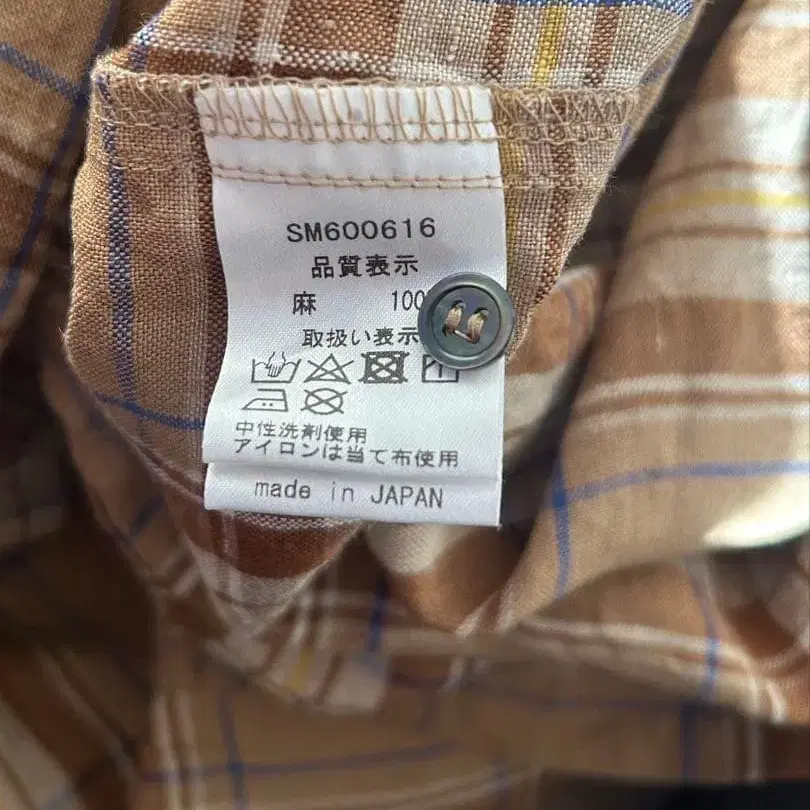 SM600616
品質表示
麻 100
取扱い表示
中性洗剤使用
アイロンは当て布使用
made in JAPAN